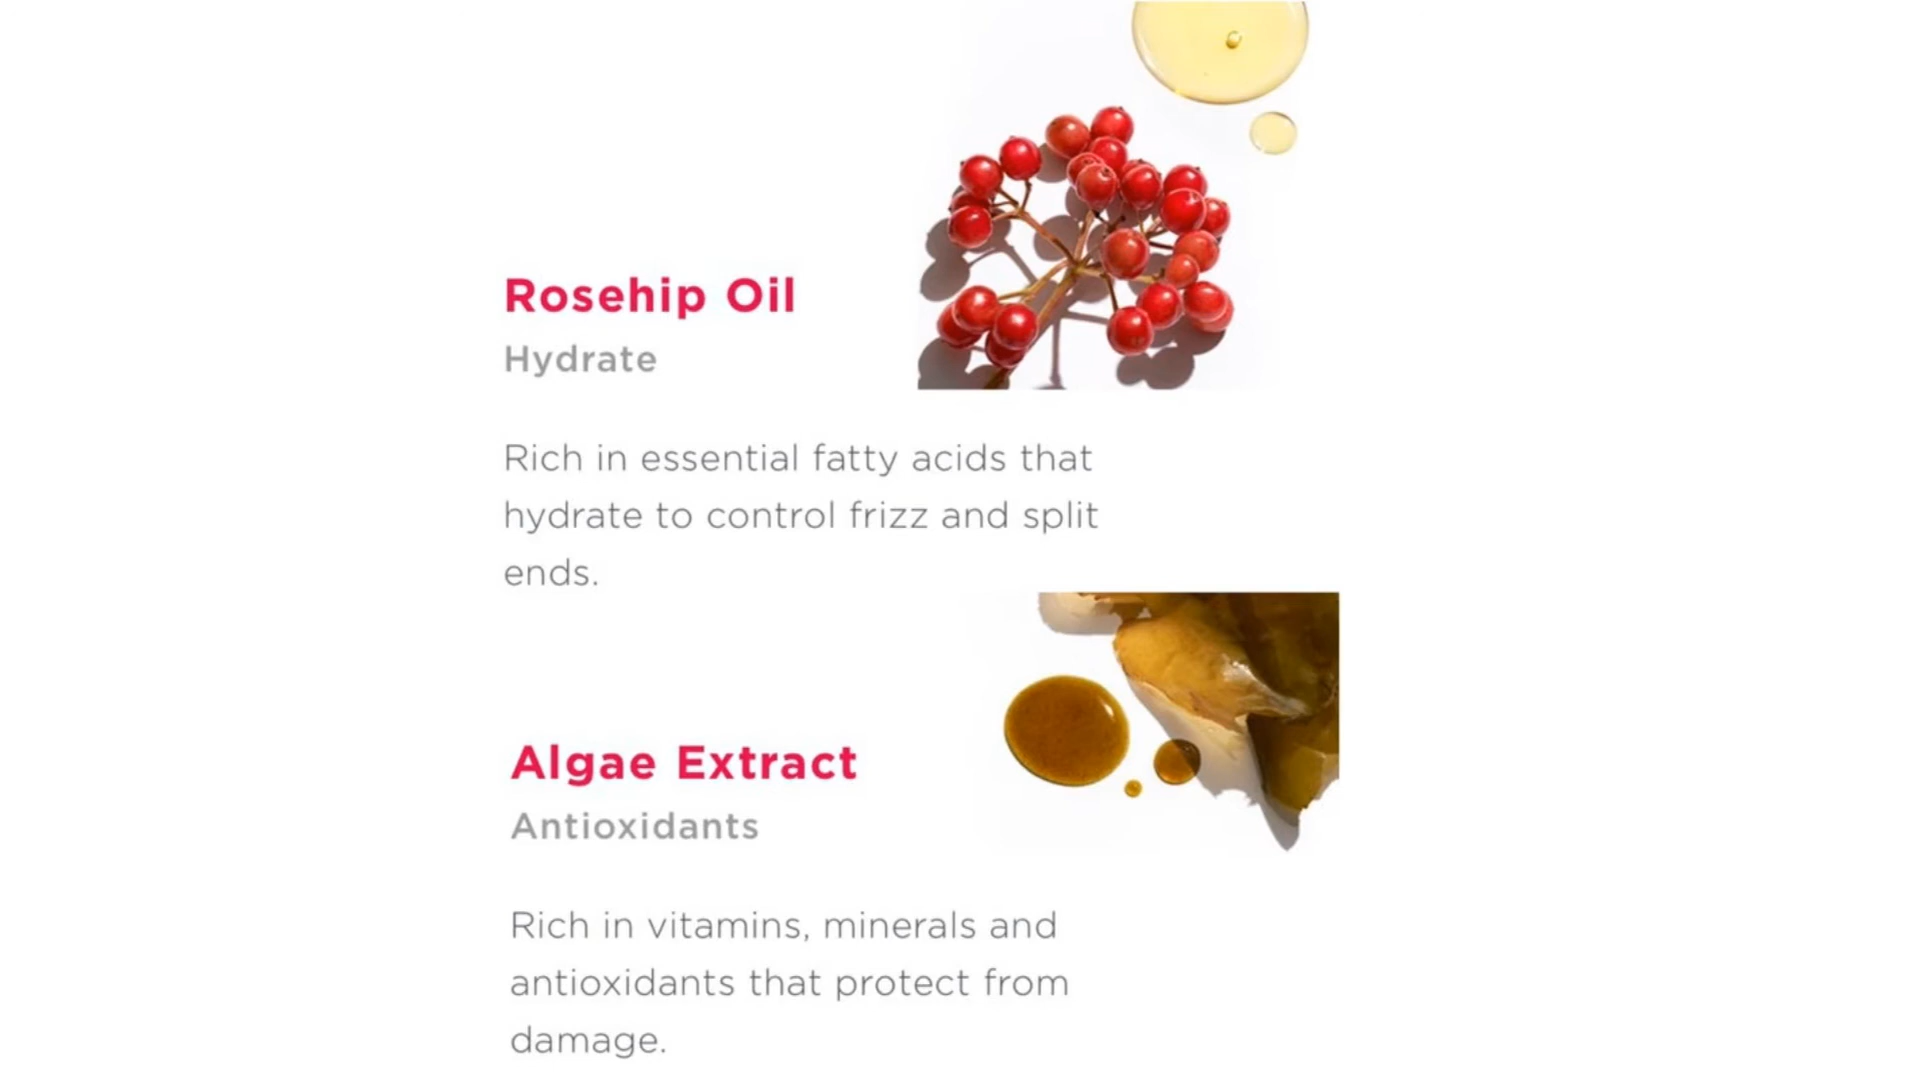 Rosehip Oil
Hydrate
Rich in essential fatty acids that
hydrate to control frizz and split
ends.
Algae Extract
Antioxidants
Rich in vitamins, minerals and
antioxidants that protect from
damage.